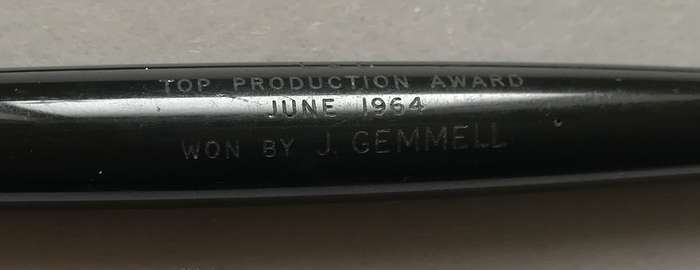 TOP PRODUCTION AWARD
JUNE 1964
WON BY J. GEMMELL